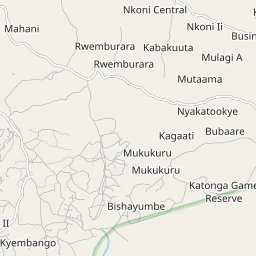 Nkoni Central
Mahani
Nkoni Ii
Busin
Rwemburara
Kabakuuta
Mulagi A
Rwemburara
Mutaama
Nyakatookye
Bubaare
Kagaati
Mukukuru
Mukukuru
Katonga Game
Reserve
Bishayumbe
II
Kyembango